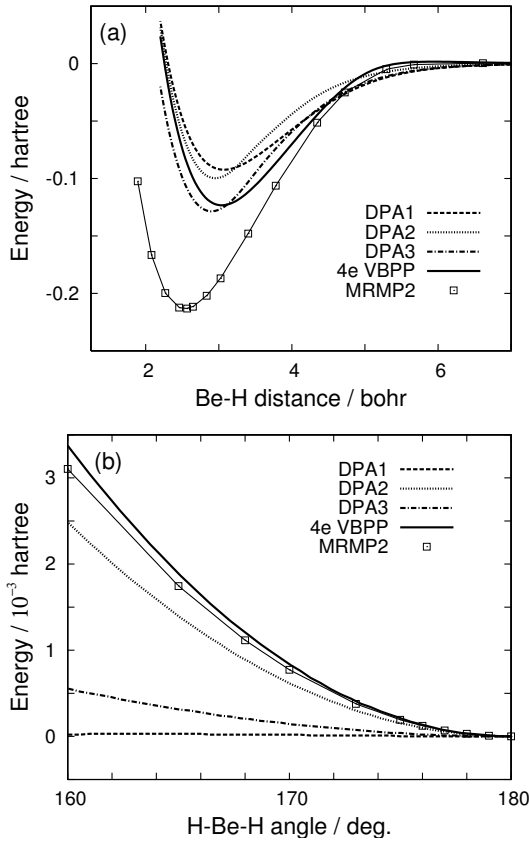 (a)
0
-0.1
-0.2
Energy / hartree
DPA1
DPA2
DPA3
4e VBPP
MRMP2
2
4
6
Be-H distance / bohr
(b)
3
2
1
0
Energy / 10⁻³ hartree
DPA1
DPA2
DPA3
4e VBPP
MRMP2
160
170
180
H-Be-H angle / deg.